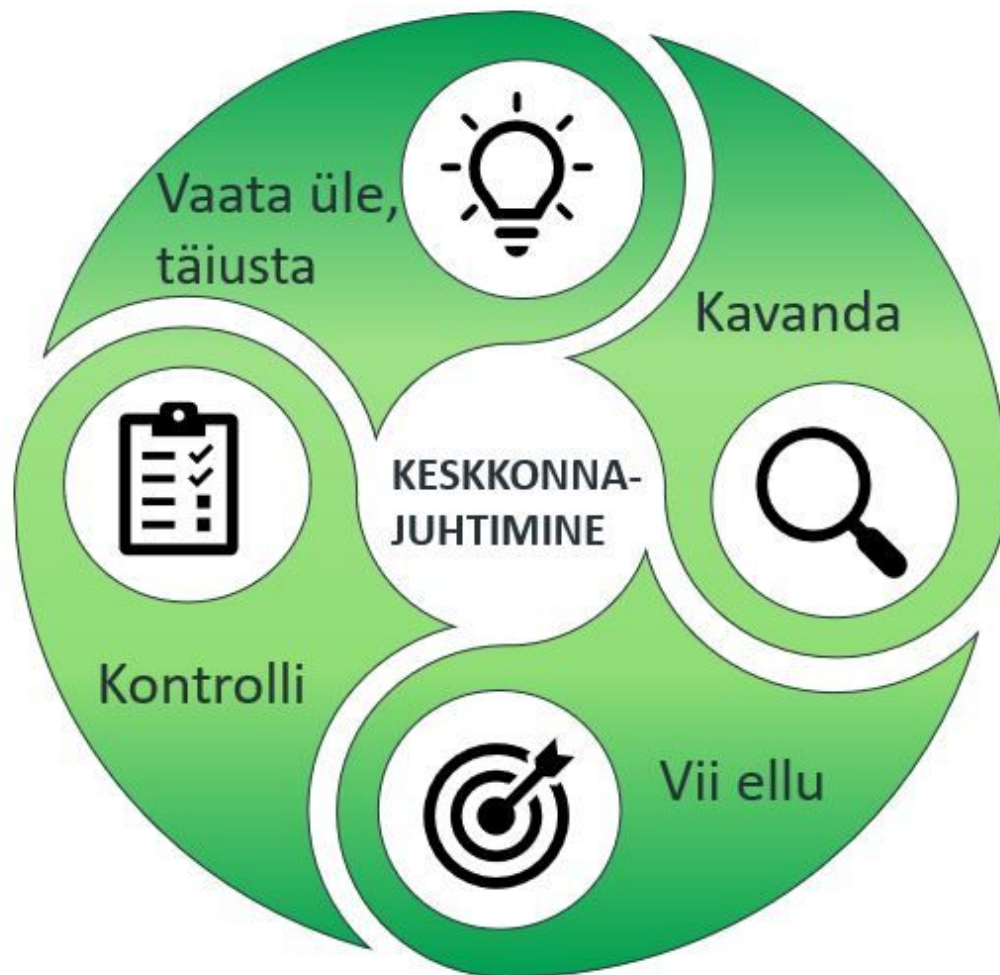 Vaata üle,
täiusta
Kavanda
KESKKONNA-
JUHTIMINE
Kontrolli
Vii ellu